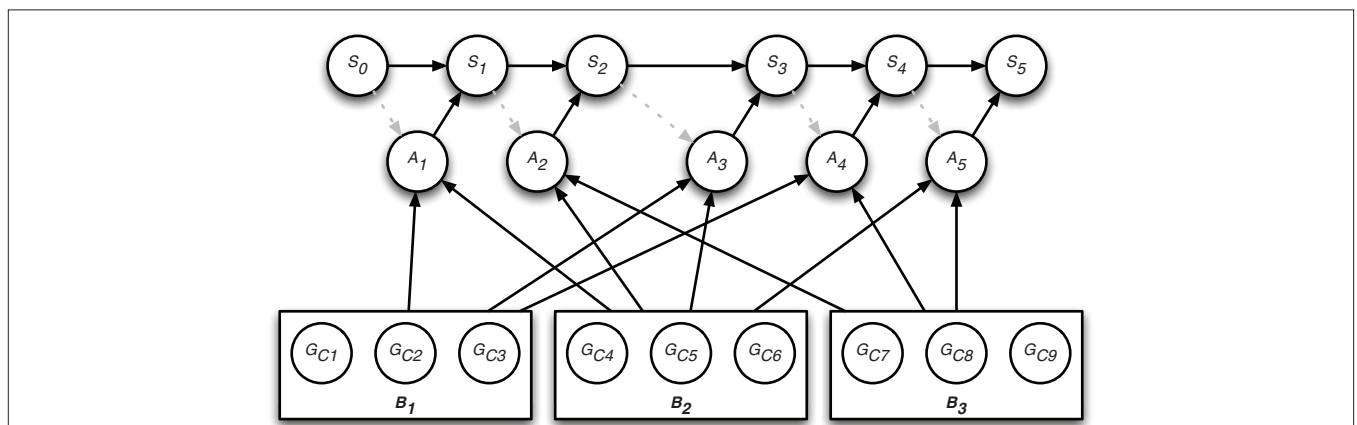 S0 S1 S2 S3 S4 S5
A1 A2 A3 A4 A5
GC1 GC2 GC3 GC4 GC5 GC6 GC7 GC8 GC9
B1 B2 B3